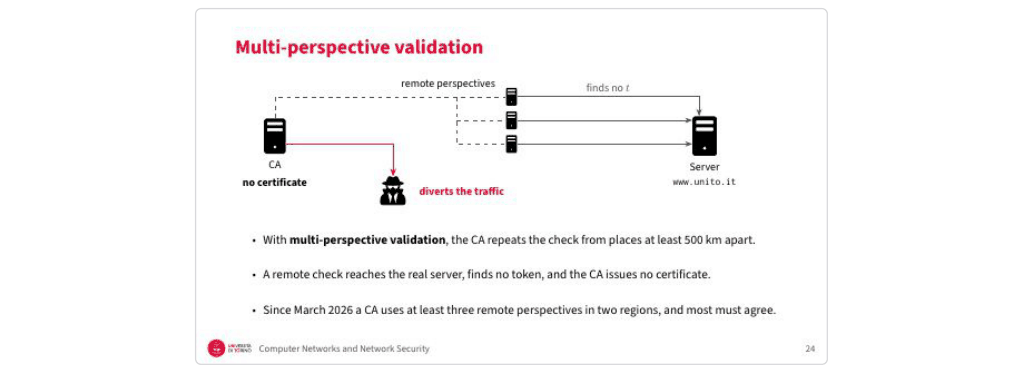 Multi-perspective validation
remote perspectives
finds no t
CA
no certificate
diverts the traffic
Server
www.unito.it
• With multi-perspective validation, the CA repeats the check from places at least 500 km apart.
• A remote check reaches the real server, finds no token, and the CA issues no certificate.
• Since March 2026 a CA uses at least three remote perspectives in two regions, and most must agree.
UNIVERSITÀ
DI TORINO
Computer Networks and Network Security
24